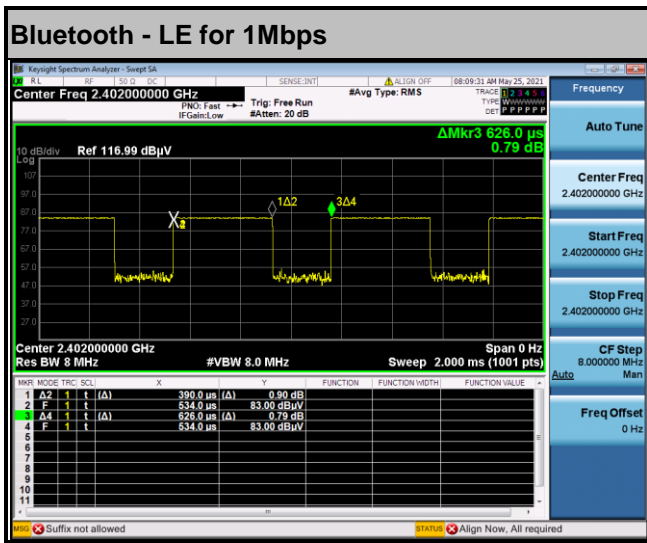 Bluetooth - LE for 1Mbps
Keysight Spectrum Analyzer - Swept SA
RL RF 50 Ω DC SENSE:INT ALIGN OFF 08:09:31 AM May 25, 2021
Center Freq 2.402000000 GHz #Avg Type: RMS TRACE 1 2 3 4 5 6
PNO: Fast Trig: Free Run TYPE WWWWWW
IFGain:Low #Atten: 20 dB DET P P P P P P
ΔMkr3 626.0 µs
0.79 dB
10 dB/div Ref 116.99 dBµV
Log
107
97.0
87.0
77.0
67.0
57.0
47.0
37.0
27.0
1Δ2
3Δ4
Center 2.402000000 GHz Span 0 Hz
Res BW 8 MHz #VBW 8.0 MHz Sweep 2.000 ms (1001 pts)
MKR MODE TRC SCL X Y FUNCTION FUNCTION WIDTH FUNCTION VALUE
1 Δ2 1 t (Δ) 390.0 µs (Δ) 0.90 dB
2 F 1 t 534.0 µs 83.00 dBµV
3 Δ4 1 t (Δ) 626.0 µs (Δ) 0.79 dB
4 F 1 t 534.0 µs 83.00 dBµV
5
6
7
8
9
10
11
MSG Suffix not allowed STATUS Align Now, All required
Frequency
Auto Tune
Center Freq
2.402000000 GHz
Start Freq
2.402000000 GHz
Stop Freq
2.402000000 GHz
CF Step
8.000000 MHz
Auto Man
Freq Offset
0 Hz